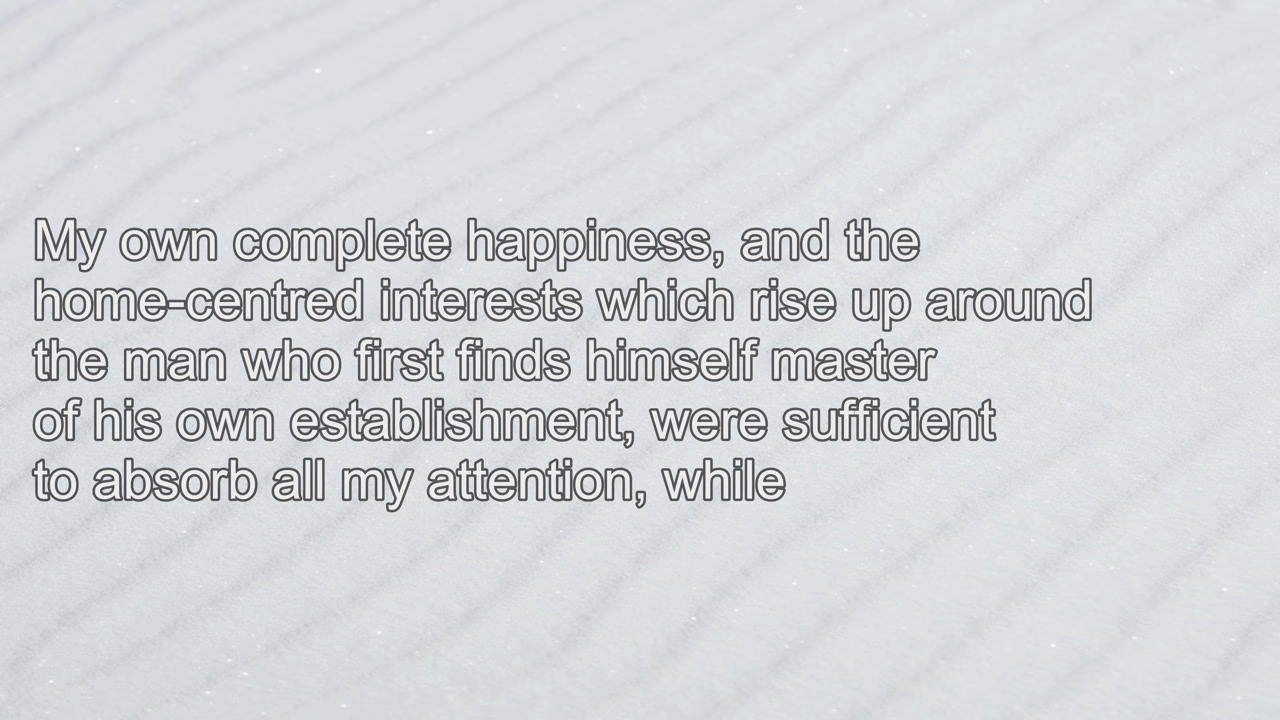 My own complete happiness, and the
home-centred interests which rise up around
the man who first finds himself master
of his own establishment, were sufficient
to absorb all my attention, while